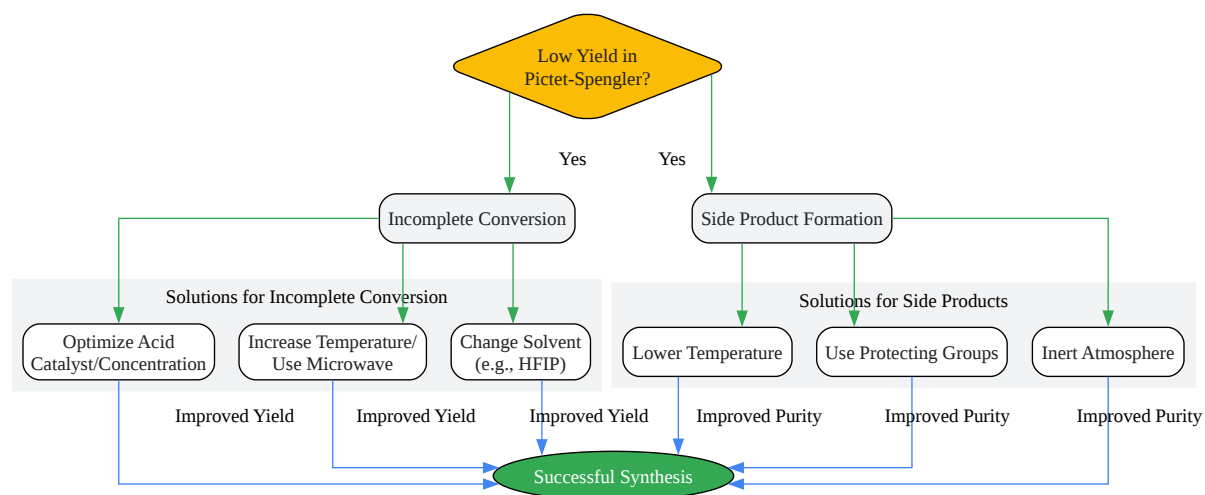 Low Yield in
Pictet-Spengler?
Yes
Yes
Incomplete Conversion
Side Product Formation
Solutions for Incomplete Conversion
Solutions for Side Products
Optimize Acid
Catalyst/Concentration
Increase Temperature/
Use Microwave
Change Solvent
(e.g., HFIP)
Lower Temperature
Use Protecting Groups
Inert Atmosphere
Improved Yield
Improved Yield
Improved Yield
Improved Purity
Improved Purity
Improved Purity
Successful Synthesis